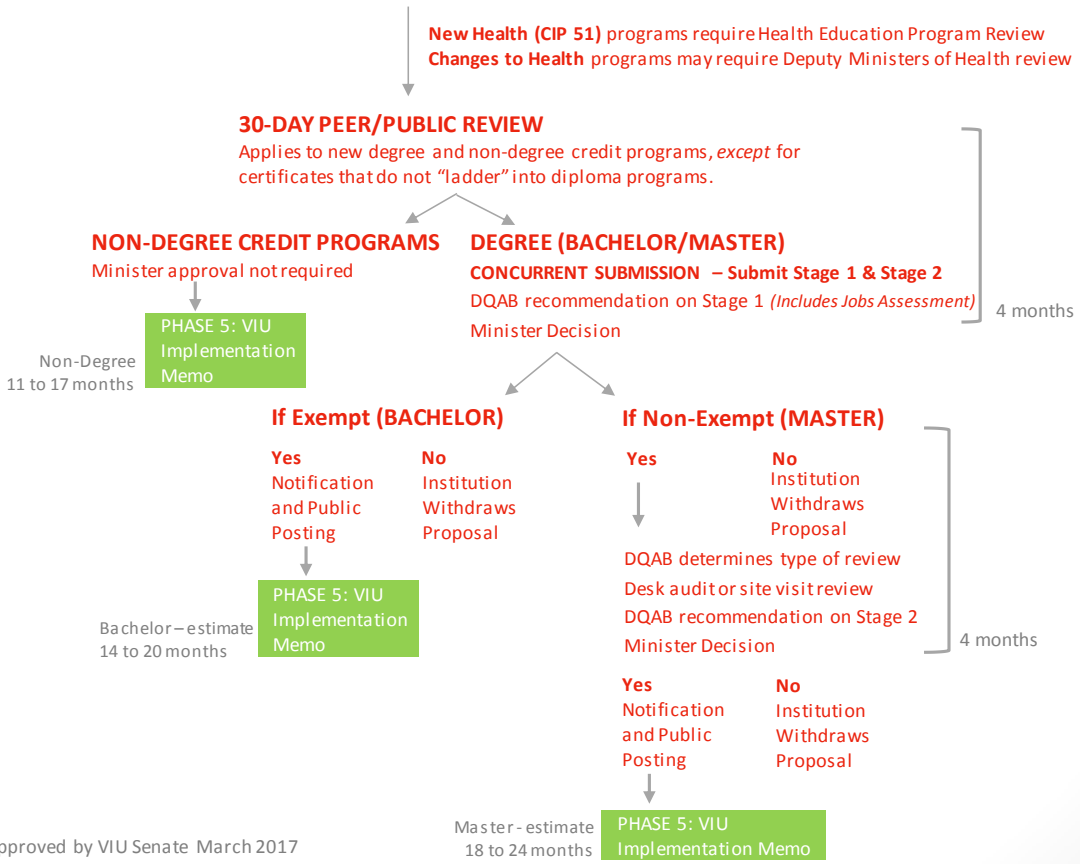 New Health (CIP 51) programs require Health Education Program Review
Changes to Health programs may require Deputy Ministers of Health review
30-DAY PEER/PUBLIC REVIEW
Applies to new degree and non-degree credit programs, except for
certificates that do not “ladder” into diploma programs.
NON-DEGREE CREDIT PROGRAMS
Minister approval not required
PHASE 5: VIU
Implementation
Memo
Non-Degree
11 to 17 months
DEGREE (BACHELOR/MASTER)
CONCURRENT SUBMISSION – Submit Stage 1 & Stage 2
DQAB recommendation on Stage 1 (Includes Jobs Assessment)
Minister Decision
4 months
If Exempt (BACHELOR)
Yes
Notification
and Public
Posting
No
Institution
Withdraws
Proposal
PHASE 5: VIU
Implementation
Memo
Bachelor – estimate
14 to 20 months
If Non-Exempt (MASTER)
Yes
No
Institution
Withdraws
Proposal
DQAB determines type of review
Desk audit or site visit review
DQAB recommendation on Stage 2
Minister Decision
4 months
Yes
Notification
and Public
Posting
No
Institution
Withdraws
Proposal
Master - estimate
18 to 24 months
PHASE 5: VIU
Implementation Memo
by VIU Senate March 2017